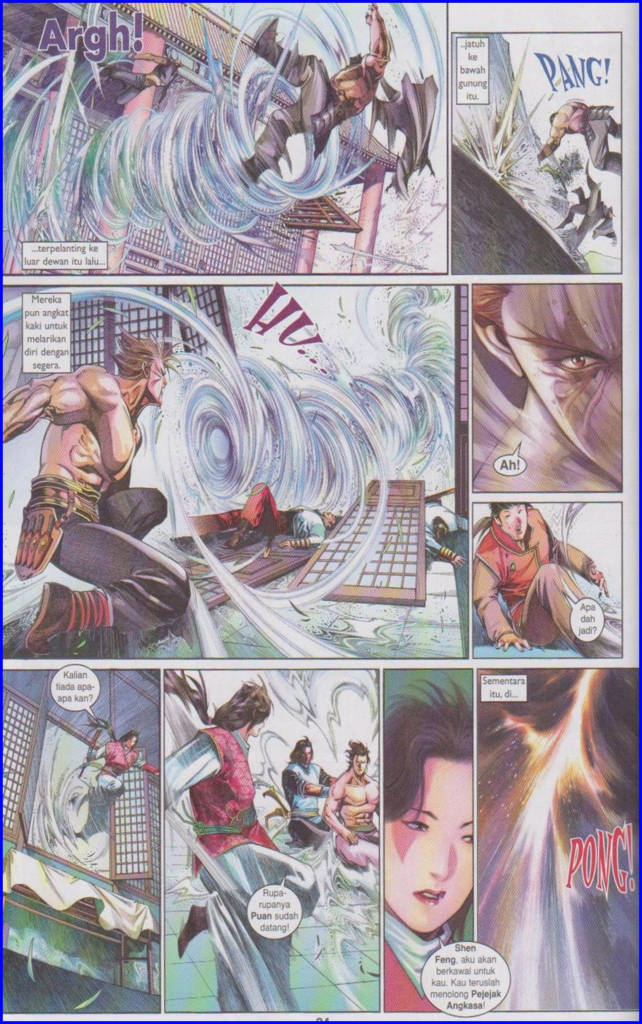 Argh!
...terpelanting ke
luar dewan itu lalu...
..jatuh
ke
bawah
gunung
itu.
PANG!
Mereka
pun angkat
kaki untuk
melarikan
diri dengan
segera.
HU...
Ah!
Apa
dah
jadi?
Kalian
tiada apa-
apa kan?
Rupa-
rupanya
Puan sudah
datang!
Shen
Feng, aku akan
berkawal untuk
kau. Kau teruslah
menolong Pejejak
Angkasa!
Sementara
itu, di...
PONG!